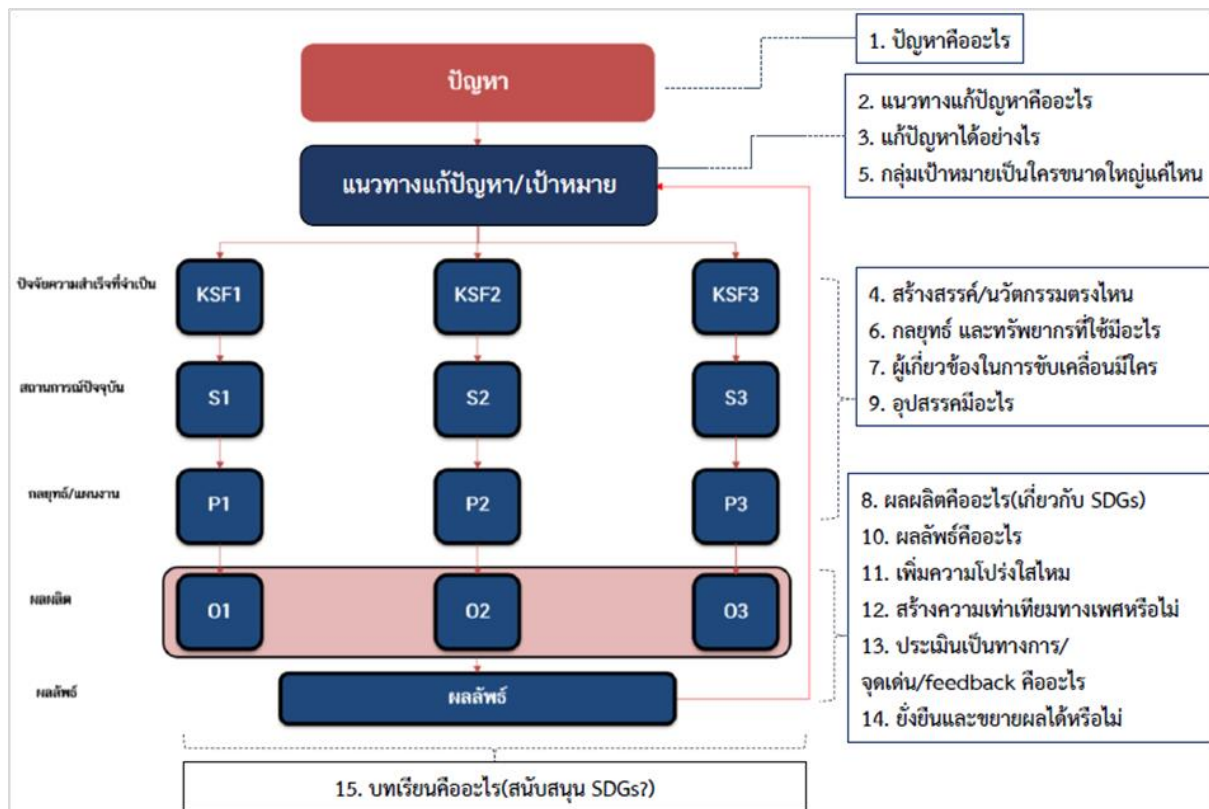 1. ปัญหาคืออะไร
ปัญหา
2. แนวทางแก้ปัญหาคืออะไร
3. แก้ปัญหาได้อย่างไร
5. กลุ่มเป้าหมายเป็นใครขนาดใหญ่แค่ไหน
แนวทางแก้ปัญหา/เป้าหมาย
ปัจจัยความสำเร็จที่จำเป็น
KSF1
KSF2
KSF3
4. สร้างสรรค์/นวัตกรรมตรงไหน
6. กลยุทธ์ และทรัพยากรที่ใช้มีอะไร
7. ผู้เกี่ยวข้องในการขับเคลื่อนมีใคร
9. อุปสรรคมีอะไร
สถานการณ์ปัจจุบัน
S1
S2
S3
กลยุทธ์/แผนงาน
P1
P2
P3
8. ผลผลิตคืออะไร(เกี่ยวกับ SDGs)
10. ผลลัพธ์คืออะไร
11. เพิ่มความโปร่งใสไหม
12. สร้างความเท่าเทียมทางเพศหรือไม่
13. ประเมินเป็นทางการ/
จุดเด่น/feedback คืออะไร
14. ยั่งยืนและขยายผลได้หรือไม่
ผลผลิต
O1
O2
O3
ผลลัพธ์
ผลลัพธ์
15. บทเรียนคืออะไร(สนับสนุน SDGs?)